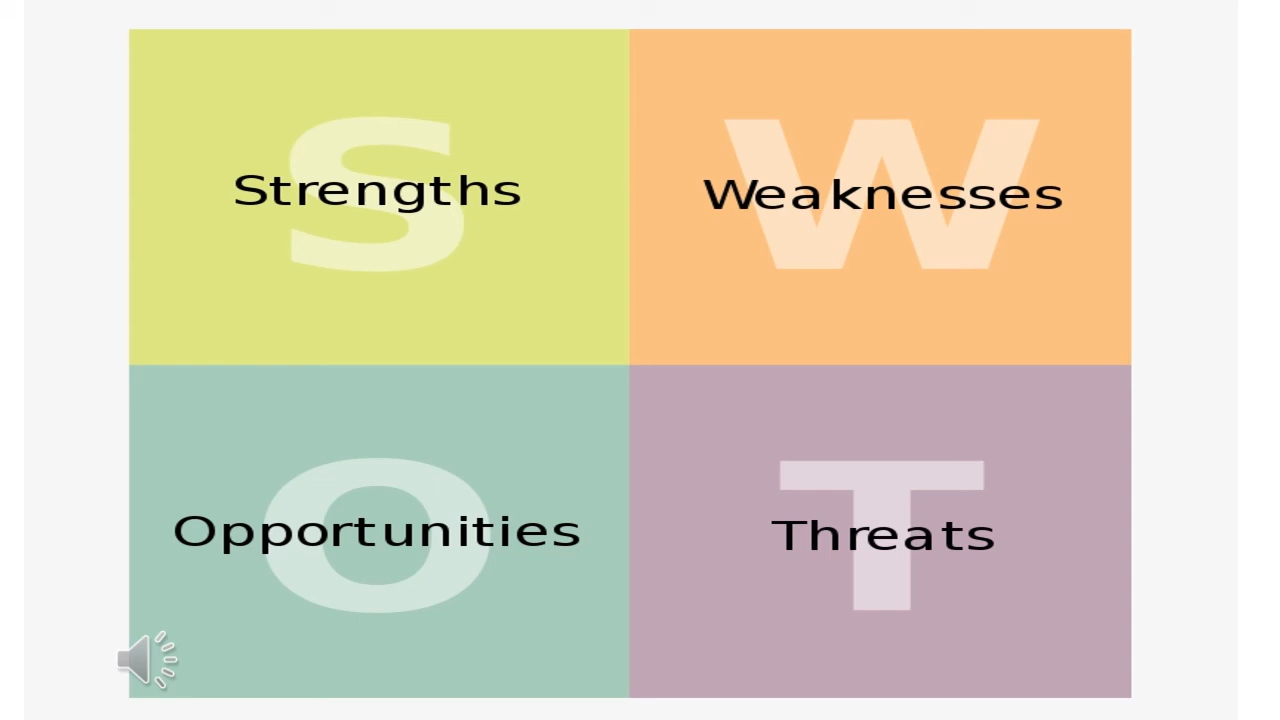 S
Strengths
W
Weaknesses
O
Opportunities
T
Threats